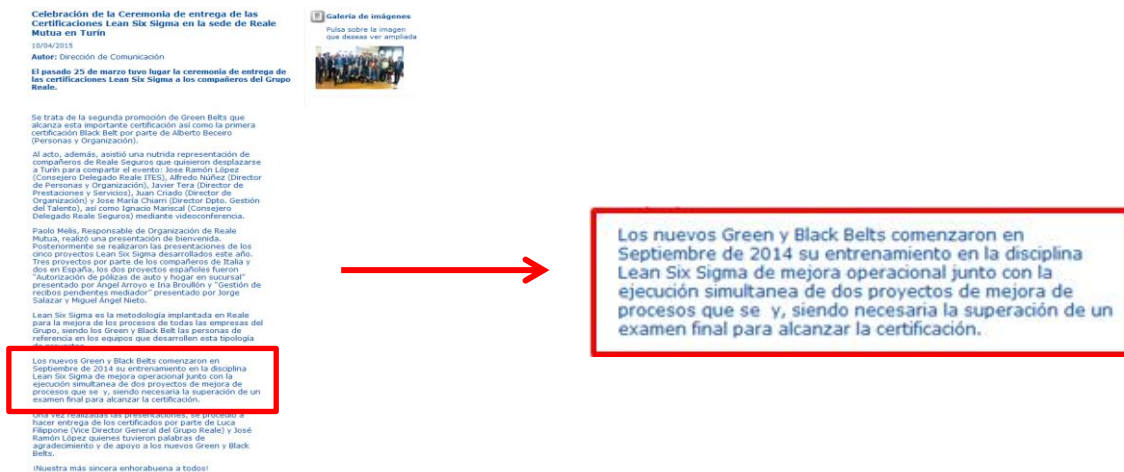 Celebración de la Ceremonia de entrega de las
Certificaciones Lean Six Sigma en la sede de Reale
Mutua en Turín
10/04/2015
Autor: Dirección de Comunicación
El pasado 25 de marzo tuvo lugar la ceremonia de entrega de
las certificaciones Lean Six Sigma a los compañeros del Grupo
Reale.
Galería de imágenes
Pulsa sobre la imagen
que deseas ver ampliada
Se trata de la segunda promoción de Green Belts que
alcanza esta importante certificación así como la primera
certificación Black Belt por parte de Alberto Beceiro
(Personas y Organización).
Al acto, además, asistió una nutrida representación de
compañeros de Reale Seguros que quisieron desplazarse
a Turín para compartir el evento: Jose Ramón López
(Consejero Delegado Reale ITES), Alfredo Núñez (Director
de Personas y Organización), Javier Tera (Director de
Prestaciones y Servicios), Juan Criado (Director de
Organización) y Jose María Chiarri (Director Dpto. Gestión
del Talento), así como Ignacio Mariscal (Consejero
Delegado Reale Seguros) mediante videoconferencia.
Paolo Melis, Responsable de Organización de Reale
Mutua, realizó una presentación de bienvenida.
Posteriormente se realizaron las presentaciones de los
cinco proyectos Lean Six Sigma desarrollados este año.
Tres proyectos por parte de los compañeros de Italia y
dos en España, los dos proyectos españoles fueron
"Autorización de pólizas de auto y hogar en sucursal"
presentado por Ángel Arroyo e Iria Broullón y "Gestión de
recibos pendientes mediador" presentado por Jorge
Salazar y Miguel Ángel Nieto.
Lean Six Sigma es la metodología implantada en Reale
para la mejora de los procesos de todas las empresas del
Grupo, siendo los Green y Black Belt las personas de
referencia en los equipos que desarrollen esta tipología
de proyectos.
Los nuevos Green y Black Belts comenzaron en
Septiembre de 2014 su entrenamiento en la disciplina
Lean Six Sigma de mejora operacional junto con la
ejecución simultanea de dos proyectos de mejora de
procesos que se y, siendo necesaria la superación de un
examen final para alcanzar la certificación.
Una vez realizadas las presentaciones, se procedió a
hacer entrega de los certificados por parte de Luca
Filippone (Vice Director General del Grupo Reale) y José
Ramón López quienes tuvieron palabras de
agradecimiento y de apoyo a los nuevos Green y Black
Belts.
¡Nuestra más sincera enhorabuena a todos!
Los nuevos Green y Black Belts comenzaron en
Septiembre de 2014 su entrenamiento en la disciplina
Lean Six Sigma de mejora operacional junto con la
ejecución simultanea de dos proyectos de mejora de
procesos que se y, siendo necesaria la superación de un
examen final para alcanzar la certificación.